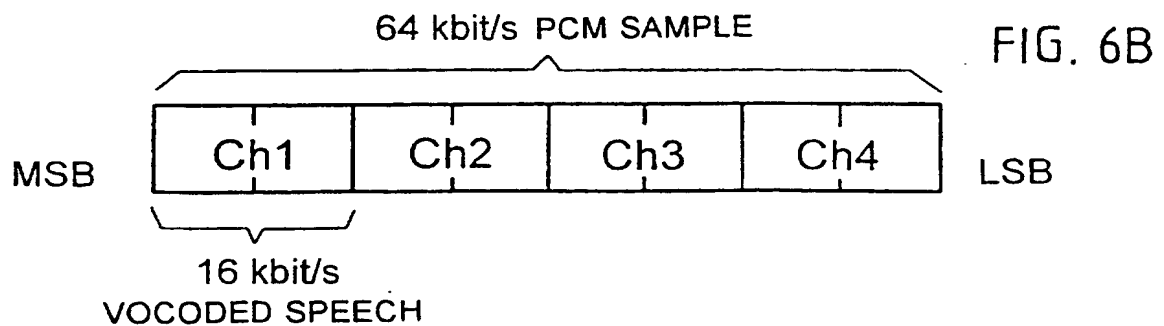 64 kbit/s PCM SAMPLE
FIG. 6B
MSB
Ch1 Ch2 Ch3 Ch4
LSB
16 kbit/s
VOCODED SPEECH